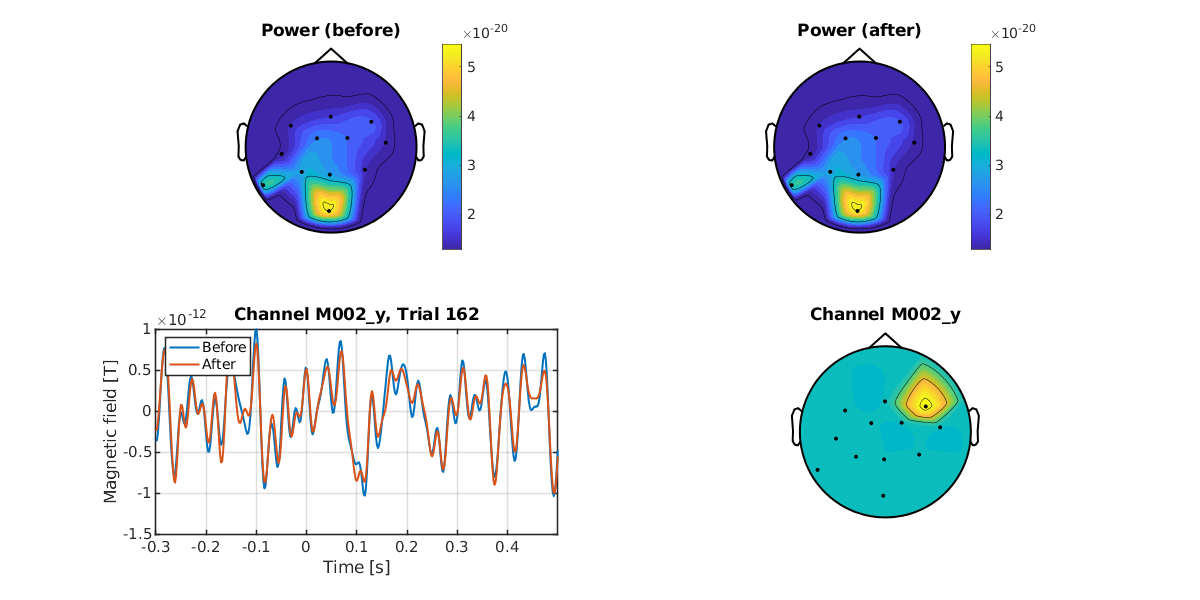 Power (before)
×10-20
5
4
3
2
Power (after)
×10-20
5
4
3
2
Channel M002_y, Trial 162
×10-12
Before
After
1
0.5
0
-0.5
-1
-1.5
Magnetic field [T]
-0.3 -0.2 -0.1 0 0.1 0.2 0.3 0.4
Time [s]
Channel M002_y